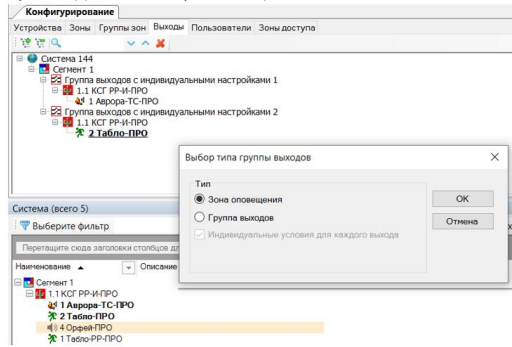 Конфигурирование
Устройства Зоны Группы зон Выходы Пользователи Зоны доступа
Система 144
Сегмент 1
Группа выходов с индивидуальными настройками 1
1.1 КСГ РР-И-ПРО
1 Аврора-ТС-ПРО
Группа выходов с индивидуальными настройками 2
1.1 КСГ РР-И-ПРО
2 Табло-ПРО
Выбор типа группы выходов
Тип
Зона оповещения
Группа выходов
Индивидуальные условия для каждого выхода
OK
Отмена
Система (всего 5)
Выберите фильтр
Перетащите сюда заголовки столбцов дл
Наименование Описание
Сегмент 1
1.1 КСГ РР-И-ПРО
1 Аврора-ТС-ПРО
2 Табло-ПРО
4 Орфей-ПРО
1 Табло-РР-ПРО